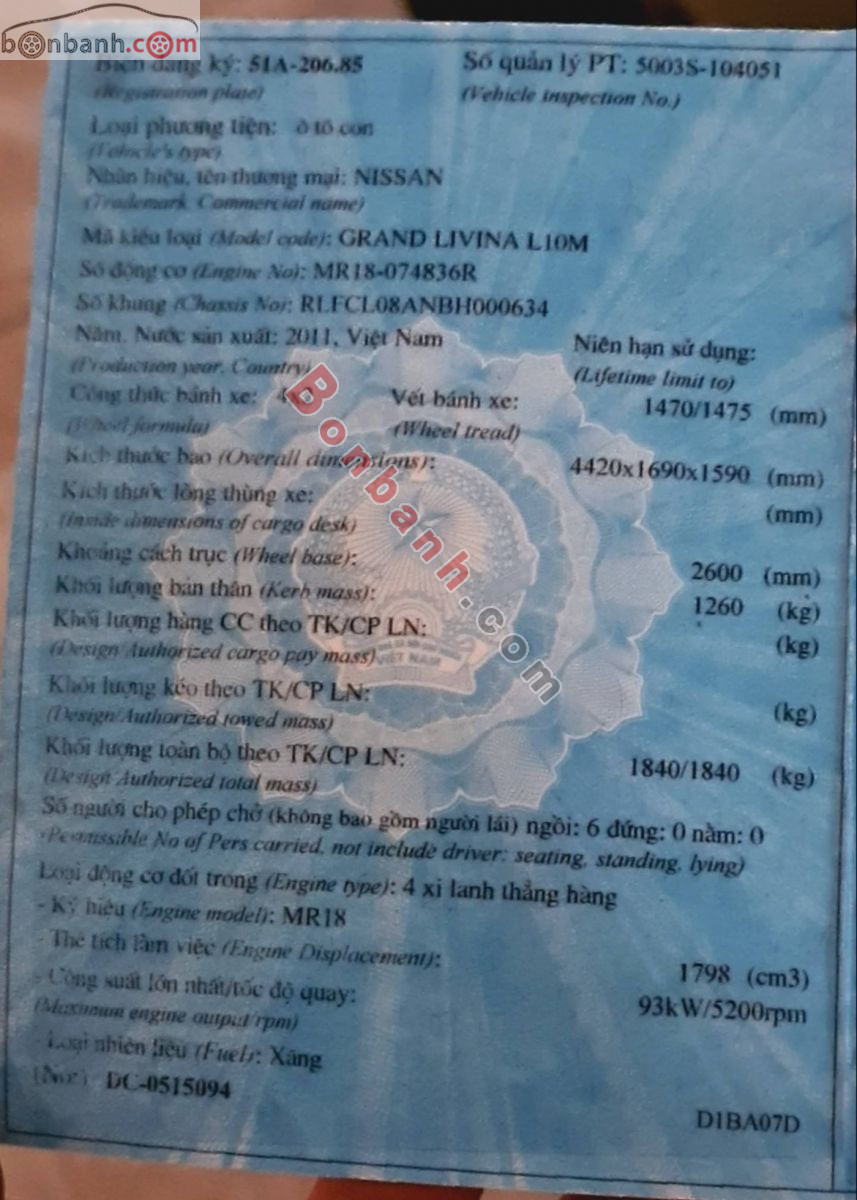 bonbanh.com
Biển đăng ký: 51A-206.85 Số quản lý PT: 5003S-104051
(Registration plate) (Vehicle inspection No.)
Loại phương tiện: ô tô con
(Vehicle's type)
Nhãn hiệu, tên thương mại: NISSAN
(Trademark, Commercial name)
Mã kiểu loại (Model code): GRAND LIVINA L10M
Số động cơ (Engine No): MR18-074836R
Số khung (Chassis No): RLFCL08ANBH000634
Năm, Nước sản xuất: 2011, Việt Nam Niên hạn sử dụng:
(Production year, Country) (Lifetime limit to)
Công thức bánh xe: Vết bánh xe: 1470/1475 (mm)
(Wheel formula) (Wheel tread)
Kích thước bao (Overall dimensions): 4420x1690x1590 (mm)
Kích thước lòng thùng xe: (mm)
(Inside dimensions of cargo desk)
Khoảng cách trục (Wheel base): 2600 (mm)
Khối lượng bản thân (Kerb mass): 1260 (kg)
Khối lượng hàng CC theo TK/CP LN: (kg)
(Design/Authorized cargo pay mass)
VIỆT NAM
Khối lượng kéo theo TK/CP LN: (kg)
(Design/Authorized towed mass)
Khối lượng toàn bộ theo TK/CP LN: 1840/1840 (kg)
(Design/Authorized total mass)
Số người cho phép chở (không bao gồm người lái) ngồi: 6 đứng: 0 nằm: 0
(Permissible No of Pers carried, not include driver: seating, standing, lying)
Loại động cơ đốt trong (Engine type): 4 xi lanh thẳng hàng
- Ký hiệu (Engine model): MR18
- Thể tích làm việc (Engine Displacement): 1798 (cm3)
- Công suất lớn nhất/tốc độ quay: 93kW/5200rpm
(Maximum engine output/rpm)
- Loại nhiên liệu (Fuels): Xăng
(No:) DC-0515094
D1BA07D
Bonbanh.com